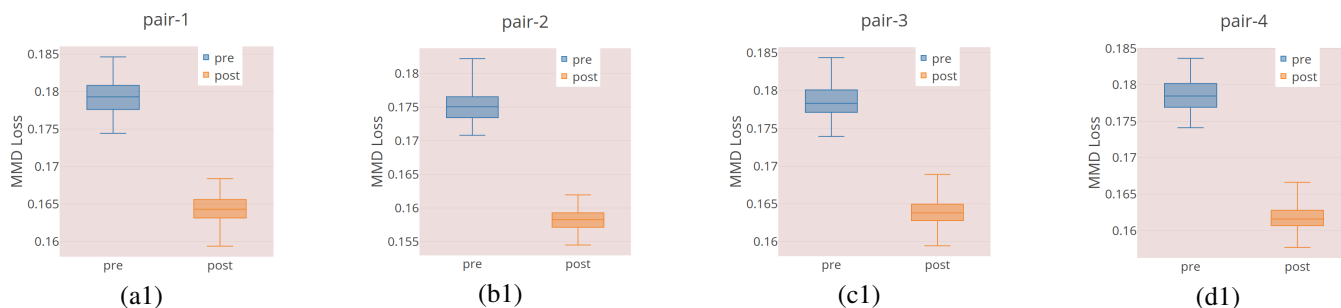 pair-1
MMD Loss
0.185
0.18
0.175
0.17
0.165
0.16
pre
post
pre
post
(a1)
pair-2
MMD Loss
0.18
0.175
0.17
0.165
0.16
0.155
pre
post
pre
post
(b1)
pair-3
MMD Loss
0.185
0.18
0.175
0.17
0.165
0.16
pre
post
pre
post
(c1)
pair-4
MMD Loss
0.185
0.18
0.175
0.17
0.165
0.16
pre
post
pre
post
(d1)